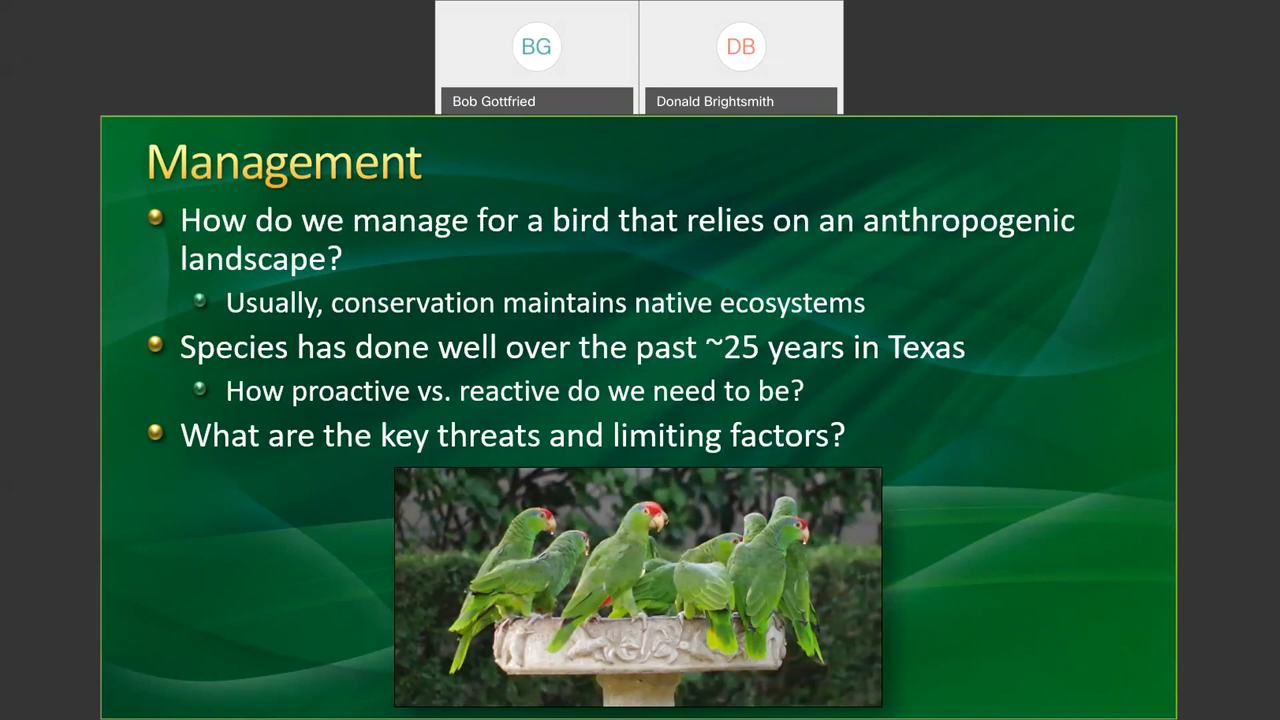 BG
DB
Bob Gottfried
Donald Brightsmith
Management
How do we manage for a bird that relies on an anthropogenic
landscape?
Usually, conservation maintains native ecosystems
Species has done well over the past ~25 years in Texas
How proactive vs. reactive do we need to be?
What are the key threats and limiting factors?